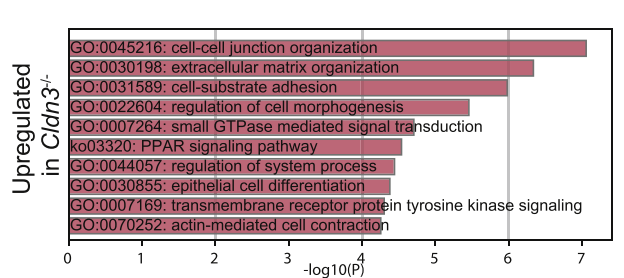 Upregulated
in Cldn3-/-
GO:0045216: cell-cell junction organization
GO:0030198: extracellular matrix organization
GO:0031589: cell-substrate adhesion
GO:0022604: regulation of cell morphogenesis
GO:0007264: small GTPase mediated signal transduction
ko03320: PPAR signaling pathway
GO:0044057: regulation of system process
GO:0030855: epithelial cell differentiation
GO:0007169: transmembrane receptor protein tyrosine kinase signaling
GO:0070252: actin-mediated cell contraction
0 1 2 3 4 5 6 7
-log10(P)